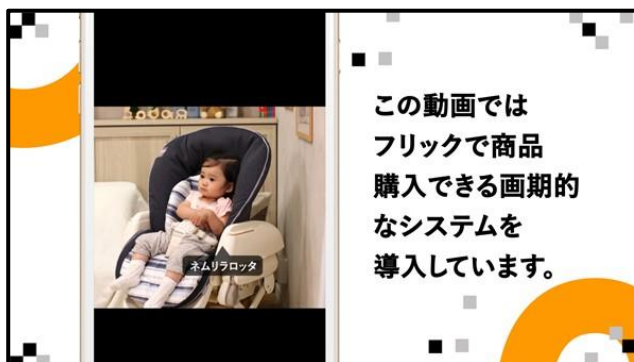 ネムリラロッタ
この動画では
フリックで商品
購入できる画期的
なシステムを
導入しています。